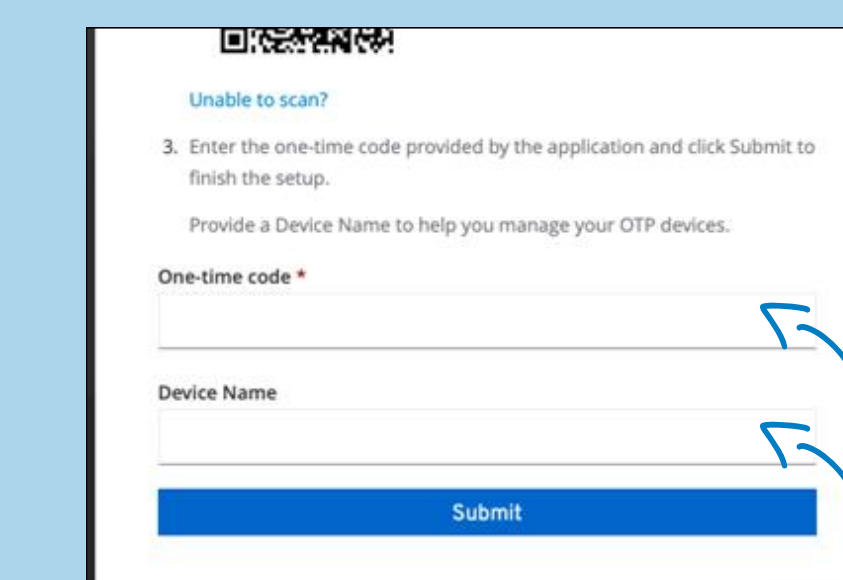 Unable to scan?
3. Enter the one-time code provided by the application and click Submit to
finish the setup.
Provide a Device Name to help you manage your OTP devices.
One-time code *
Device Name
Submit